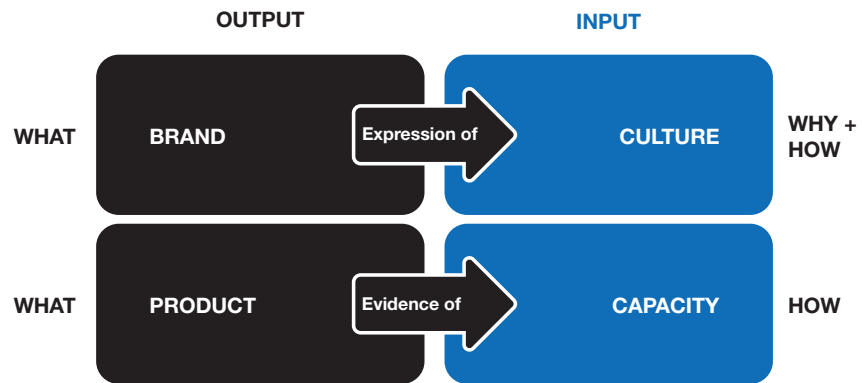 OUTPUT
INPUT
WHAT
BRAND
Expression of
CULTURE
WHY +
HOW
WHAT
PRODUCT
Evidence of
CAPACITY
HOW